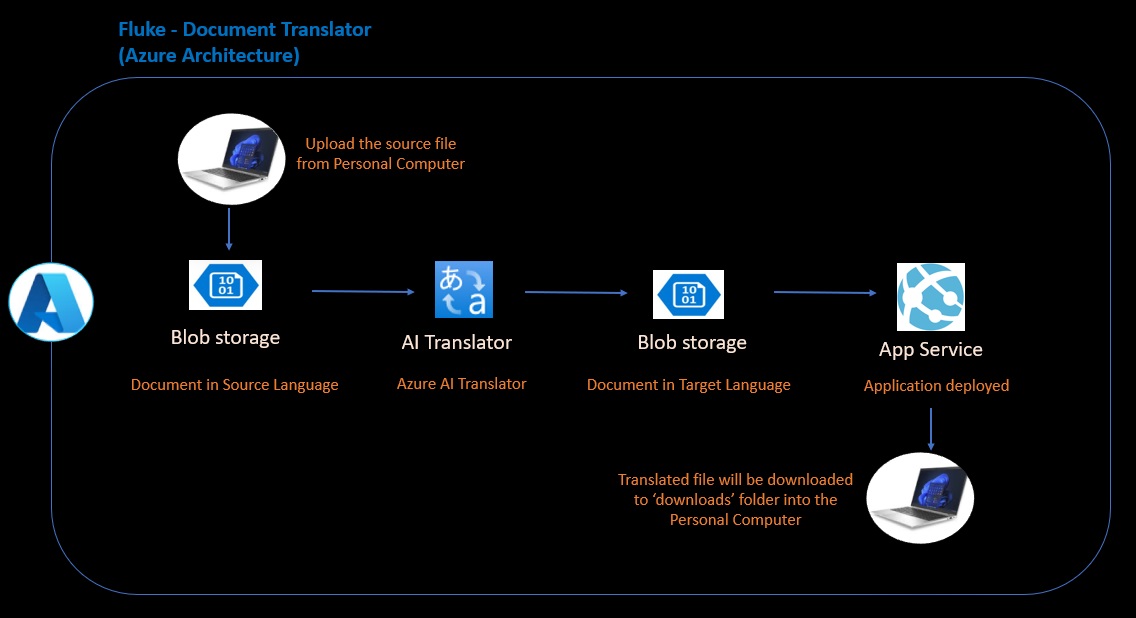 Fluke - Document Translator
(Azure Architecture)
Upload the source file
from Personal Computer
10
01
Blob storage
Document in Source Language
あ
a
AI Translator
Azure AI Translator
10
01
Blob storage
Document in Target Language
App Service
Application deployed
Translated file will be downloaded
to ‘downloads’ folder into the
Personal Computer